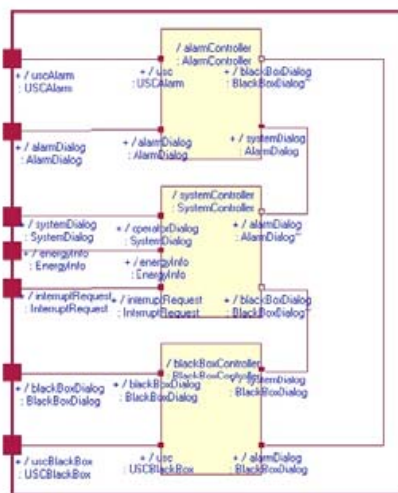 / alarmController
: AlarmController
+ / uscAlarm
: USCAlarm
+ / usc
: USCAlarm
+ / blackBoxDialog
: BlackBoxDialog~
+ / alarmDialog
: AlarmDialog
+ / alarmDialog
: AlarmDialog
+ / systemDialog
: AlarmDialog
/ systemController
: SystemController
+ / systemDialog
: SystemDialog
+ / operatorDialog
: SystemDialog
+ / alarmDialog
: AlarmDialog~
+ / energyInfo
: EnergyInfo
+ / energyInfo
: EnergyInfo
+ / interruptRequest
: InterruptRequest
+ / interruptRequest
: InterruptRequest
+ / blackBoxDialog
: BlackBoxDialog~
/ blackBoxController
: BlackBoxController
+ / blackBoxDialog
: BlackBoxDialog
+ / blackBoxDialog
: BlackBoxDialog
+ / systemDialog
: BlackBoxDialog
+ / uscBlackBox
: USCBlackBox
+ / usc
: USCBlackBox
+ / alarmDialog
: BlackBoxDialog